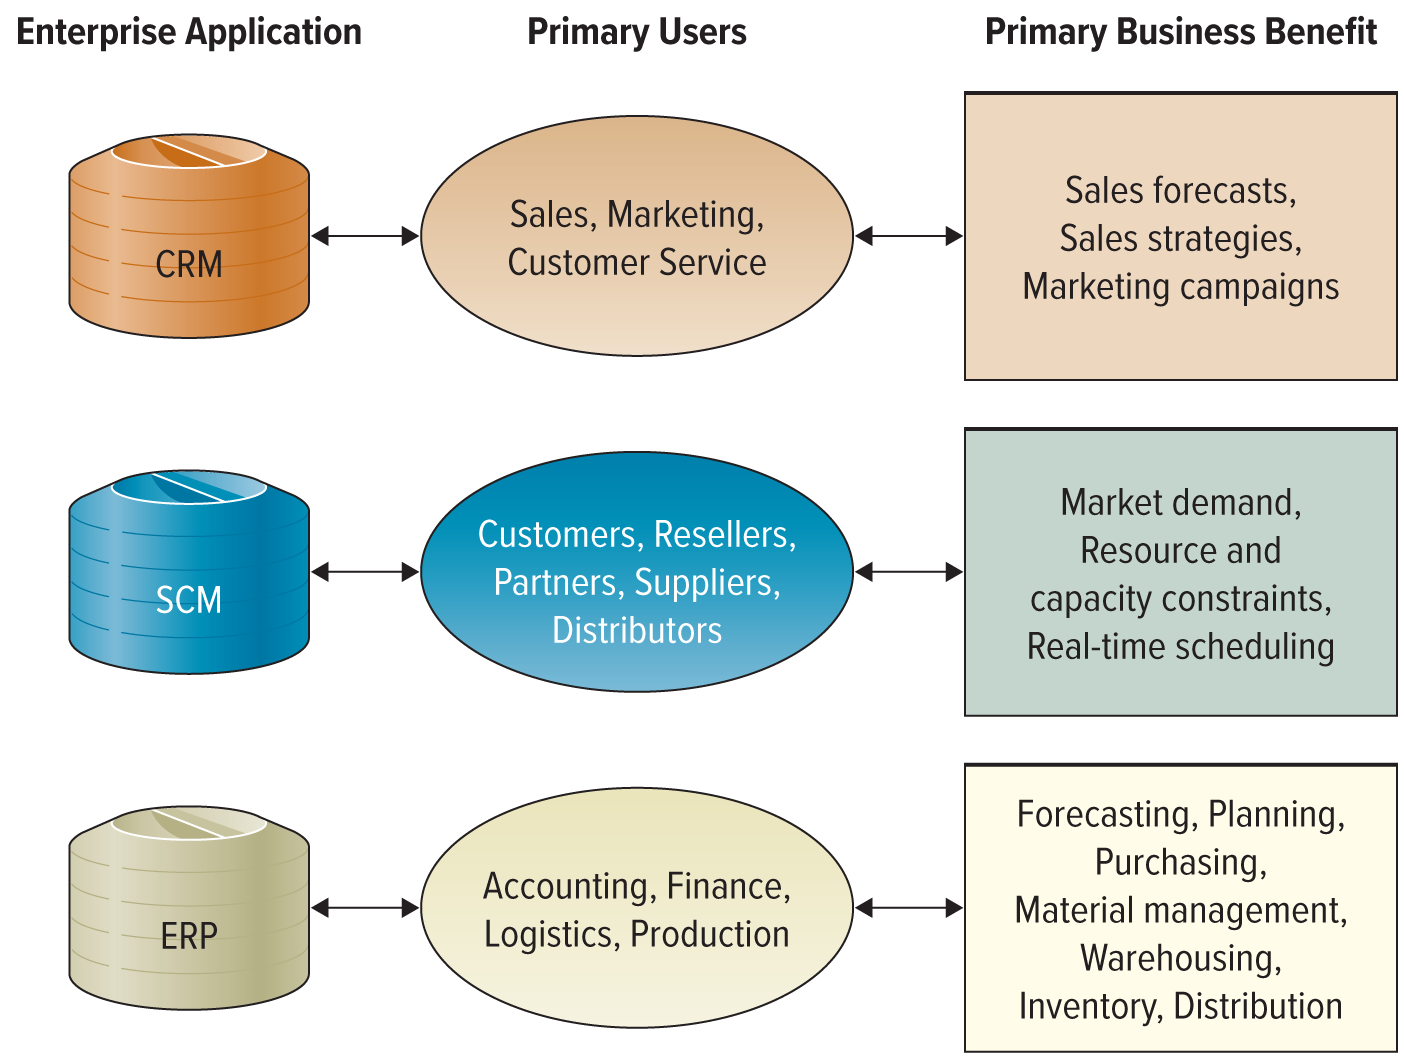 Enterprise Application
Primary Users
Primary Business Benefit
CRM
Sales, Marketing,
Customer Service
Sales forecasts,
Sales strategies,
Marketing campaigns
SCM
Customers, Resellers,
Partners, Suppliers,
Distributors
Market demand,
Resource and
capacity constraints,
Real-time scheduling
ERP
Accounting, Finance,
Logistics, Production
Forecasting, Planning,
Purchasing,
Material management,
Warehousing,
Inventory, Distribution